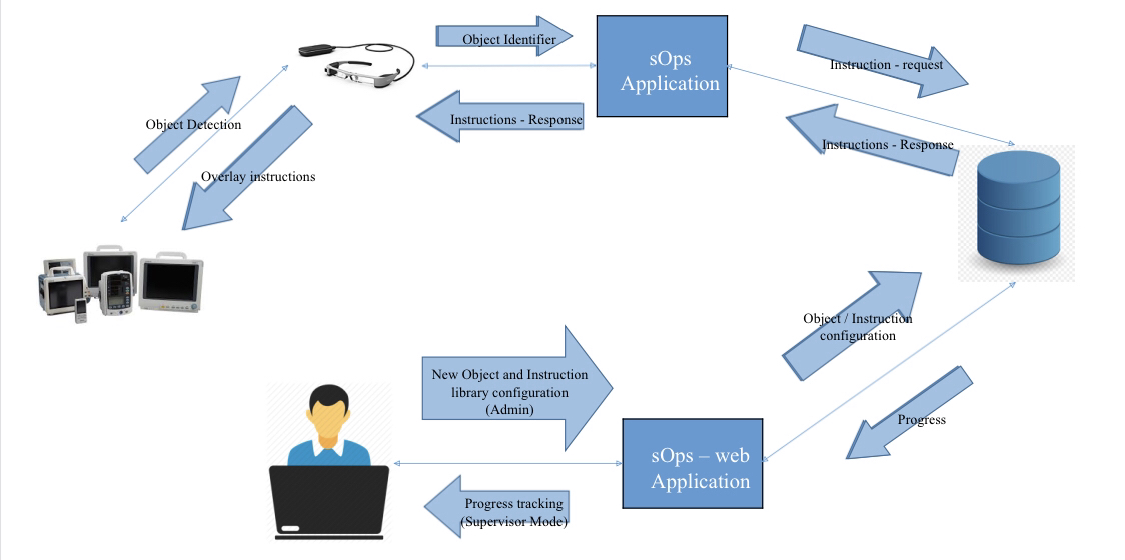 Object Identifier
sOps
Application
Instruction - request
Object Detection
Instructions - Response
Instructions - Response
Overlay instructions
Object / Instruction
configuration
New Object and Instruction
library configuration
(Admin)
Progress
sOps – web
Application
Progress tracking
(Supervisor Mode)